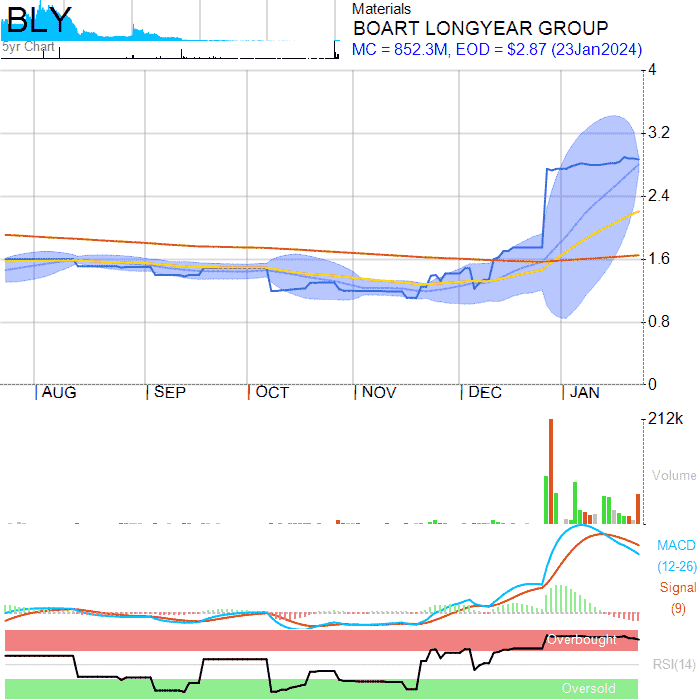 BLY
5yr Chart
Materials
BOART LONGYEAR GROUP
MC = 852.3M, EOD = $2.87 (23Jan2024)
4
3.2
2.4
1.6
0.8
0
AUG SEP OCT NOV DEC JAN
212k
Volume
MACD
(12-26)
Signal
(9)
Overbought
RSI(14)
Oversold